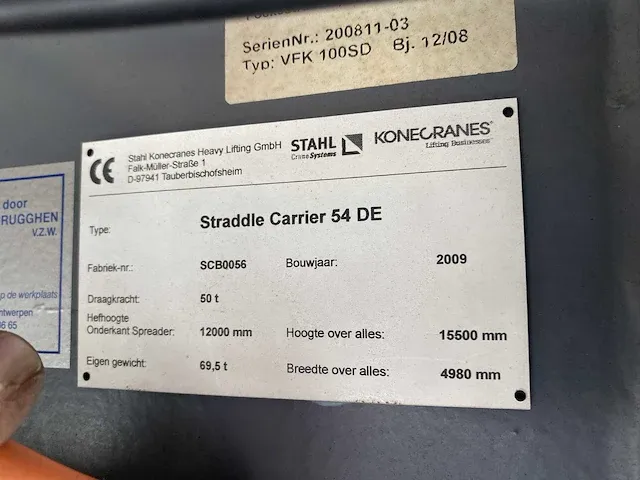 SerienNr.: 200811-03
Typ: VFK 100SD Bj. 12/08
CE
Stahl Konecranes Heavy Lifting GmbH
Falk-Müller-Straße 1
D-97941 Tauberbischofsheim
STAHL
CraneSystems
KONECRANES®
Lifting Businesses™
Type: Straddle Carrier 54 DE
Fabriek-nr.: SCB0056 Bouwjaar: 2009
Draagkracht: 50 t
Hefhoogte
Onderkant Spreader: 12000 mm Hoogte over alles: 15500 mm
Eigen gewicht: 69,5 t Breedte over alles: 4980 mm
door
RUGGHEN
V.Z.W.
op de werkplaats
ntwerpen
06 65